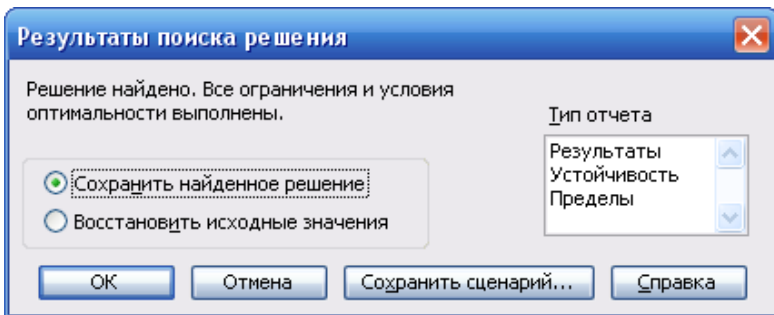 Результаты поиска решения
Решение найдено. Все ограничения и условия
оптимальности выполнены.
Тип отчета
Результаты
Устойчивость
Пределы
Сохранить найденное решение
Восстановить исходные значения
ОК
Отмена
Сохранить сценарий...
Справка